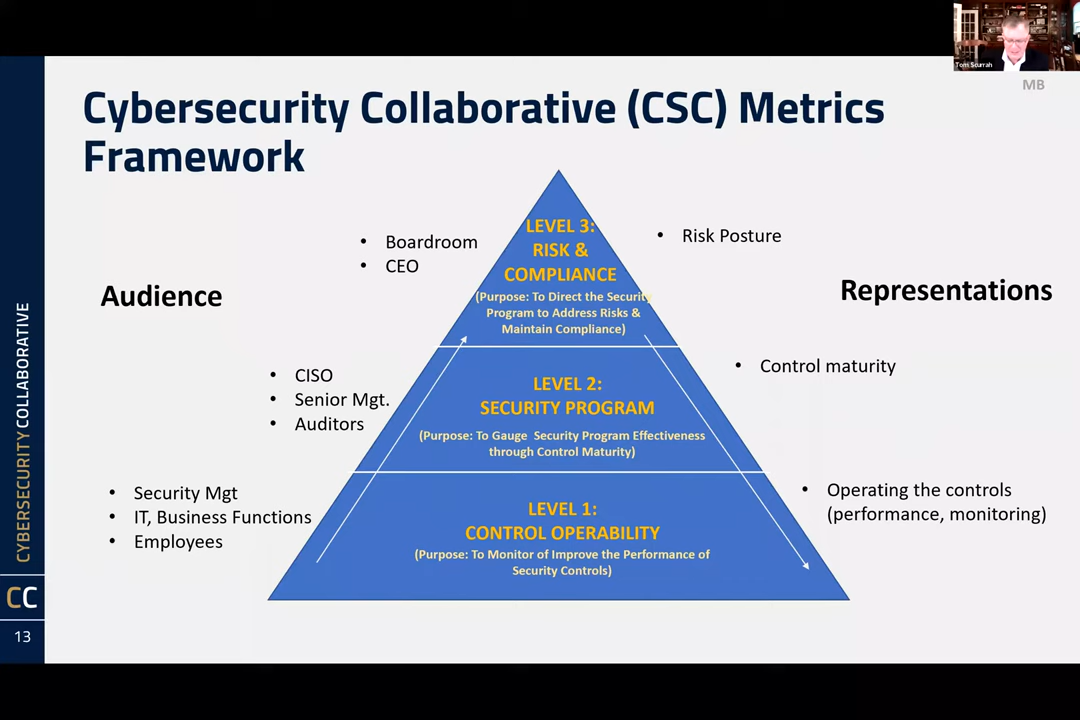 Tom Scurrah
MB
Cybersecurity Collaborative (CSC) Metrics
Framework
Audience
• Boardroom
• CEO
• CISO
• Senior Mgt.
• Auditors
• Security Mgt
• IT, Business Functions
• Employees
LEVEL 3:
RISK &
COMPLIANCE
(Purpose: To Direct the Security
Program to Address Risks &
Maintain Compliance)
LEVEL 2:
SECURITY PROGRAM
(Purpose: To Gauge Security Program Effectiveness
through Control Maturity)
LEVEL 1:
CONTROL OPERABILITY
(Purpose: To Monitor of Improve the Performance of
Security Controls)
Representations
• Risk Posture
• Control maturity
• Operating the controls
(performance, monitoring)
CYBERSECURITY COLLABORATIVE
CC
13